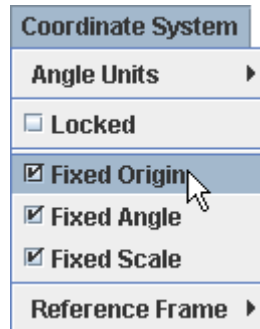 Coordinate System
Angle Units
Locked
Fixed Origin
Fixed Angle
Fixed Scale
Reference Frame